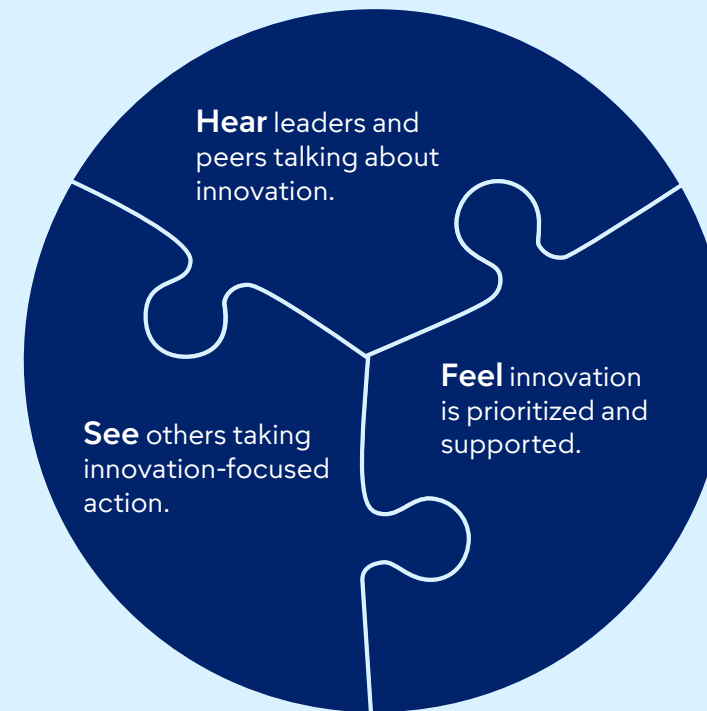 Hear leaders and
peers talking about
innovation.
Feel innovation
is prioritized and
supported.
See others taking
innovation-focused
action.